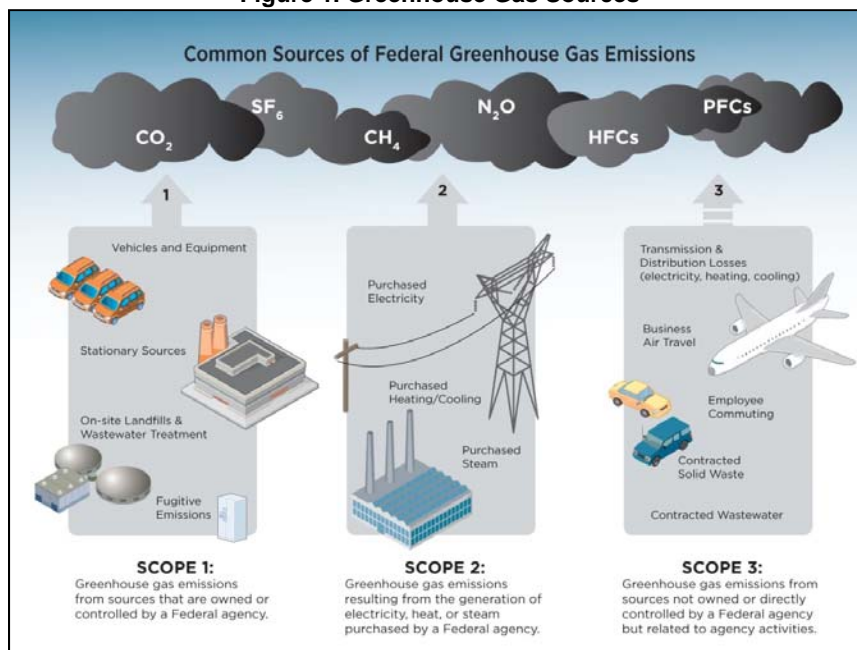 Figure 1. Greenhouse Gas Sources
Common Sources of Federal Greenhouse Gas Emissions
CO₂
SF₆
CH₄
N₂O
HFCs
PFCs
1
Vehicles and Equipment
Stationary Sources
On-site Landfills &
Wastewater Treatment
Fugitive
Emissions
SCOPE 1:
Greenhouse gas emissions
from sources that are owned or
controlled by a Federal agency.
2
Purchased
Electricity
Purchased
Heating/Cooling
Purchased
Steam
SCOPE 2:
Greenhouse gas emissions
resulting from the generation of
electricity, heat, or steam
purchased by a Federal agency.
3
Transmission &
Distribution Losses
(electricity, heating, cooling)
Business
Air Travel
Employee
Commuting
Contracted
Solid Waste
Contracted Wastewater
SCOPE 3:
Greenhouse gas emissions from
sources not owned or directly
controlled by a Federal agency
but related to agency activities.